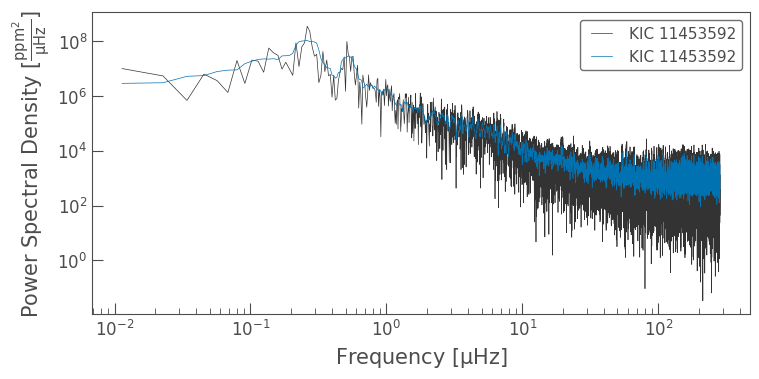 KIC 11453592
KIC 11453592
Power Spectral Density [ppm²/µHz]
10⁸
10⁶
10⁴
10²
10⁰
10⁻² 10⁻¹ 10⁰ 10¹ 10²
Frequency [µHz]